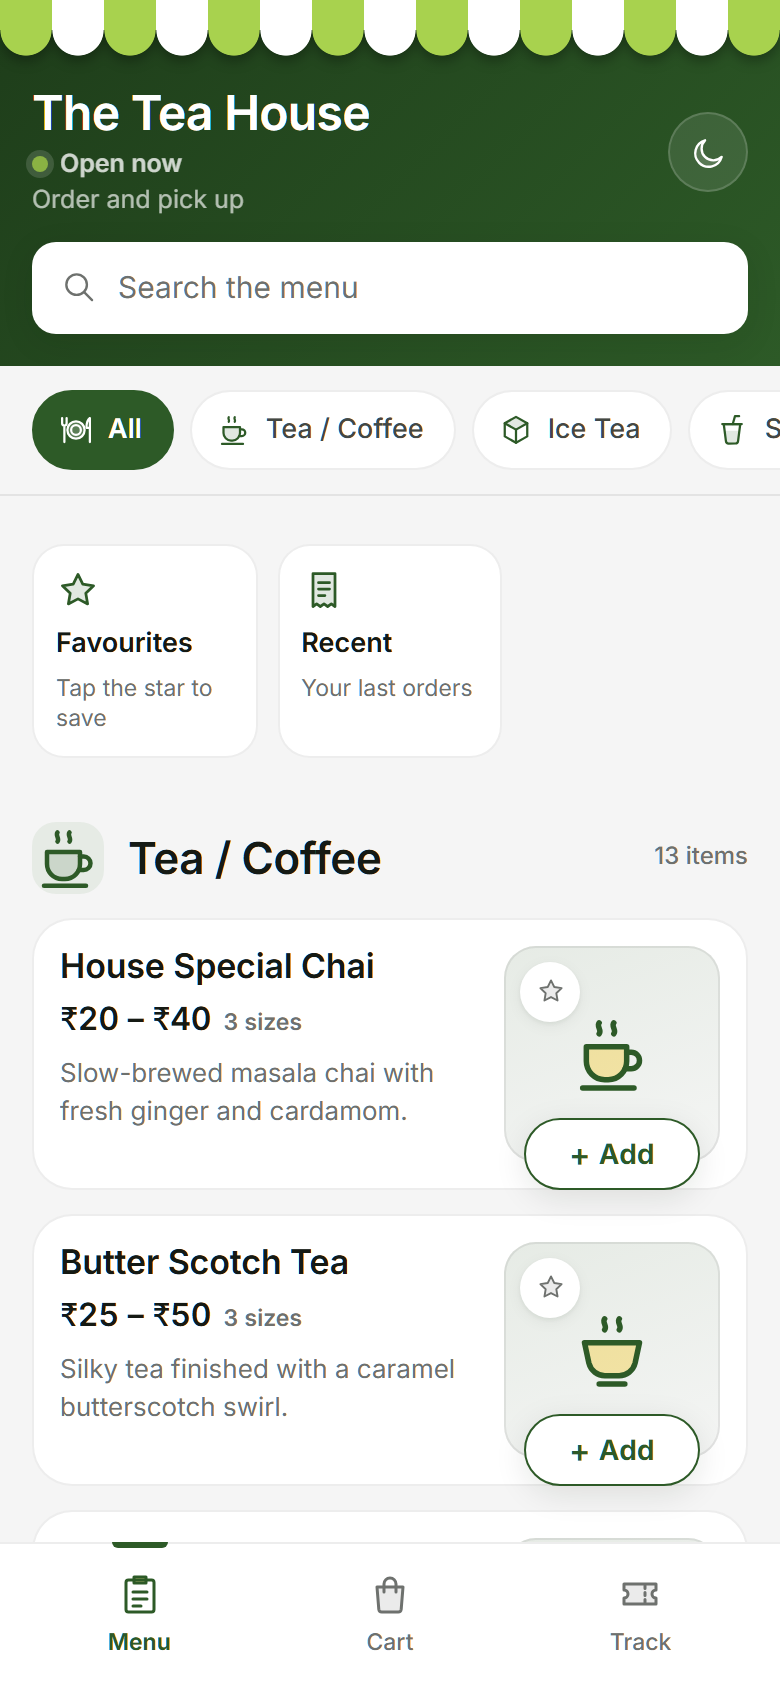 The Tea House
Open now
Order and pick up
Search the menu
All
Tea / Coffee
Ice Tea
S
Favourites
Tap the star to
save
Recent
Your last orders
Tea / Coffee
13 items
House Special Chai
₹20 – ₹40 3 sizes
Slow-brewed masala chai with
fresh ginger and cardamom.
+ Add
Butter Scotch Tea
₹25 – ₹50 3 sizes
Silky tea finished with a caramel
butterscotch swirl.
+ Add
Menu
Cart
Track